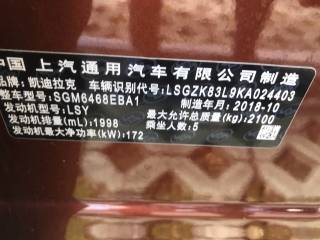 中国 上汽通用汽车有限公司制造
品牌：凯迪拉克 车辆识别代号：LSGZK83L9KA024403
整车型号：SGM6468EBA1 制造年月：2018-10
发动机型号：LSY 最大允许总质量(kg)：2100
发动机排量(mL)：1998 乘坐人数：5
发动机最大净功率(kW)：172